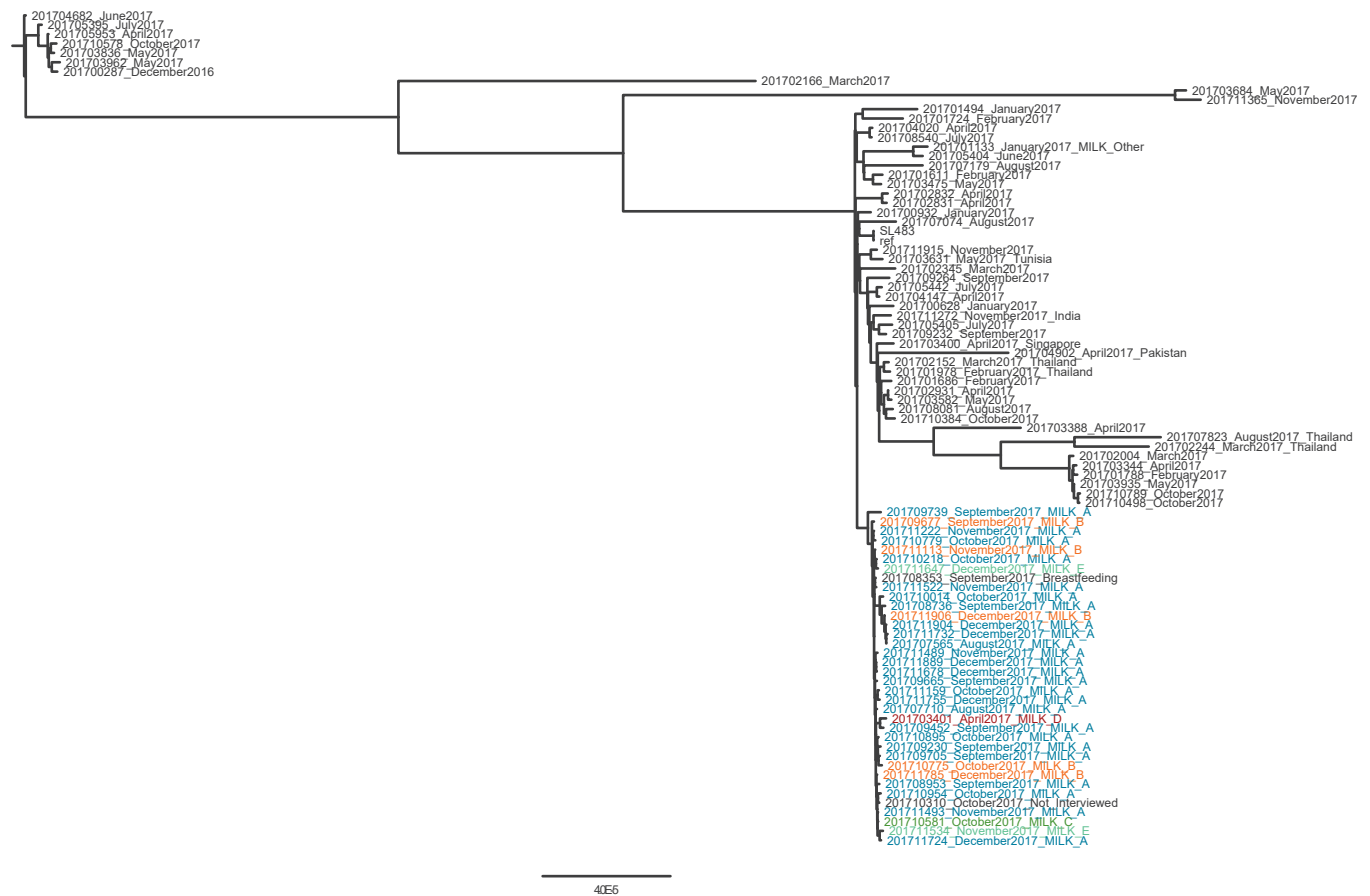 201704682_June2017
201705395_July2017
201705953_April2017
201710578_October2017
201703836_May2017
201703962_May2017
201700287_December2016
201702166_March2017
201703684_May2017
201711365_November2017
201701494_January2017
201701724_February2017
201704020_April2017
201708540_July2017
201701133_January2017_MILK_Other
201705404_June2017
201707179_August2017
201701611_February2017
201703475_May2017
201702832_April2017
201702831_April2017
201700932_January2017
201707074_August2017
SL483
ref
201711915_November2017
201703631_May2017_Tunisia
201702345_March2017
201709264_September2017
201705442_July2017
201704147_April2017
201700628_January2017
201711272_November2017_India
201705405_July2017
201709232_September2017
201703400_April2017_Singapore
201704902_April2017_Pakistan
201702152_March2017_Thailand
201701978_February2017_Thailand
201701686_February2017
201702931_April2017
201703582_May2017
201708081_August2017
201710384_October2017
201703388_April2017
201707823_August2017_Thailand
201702244_March2017_Thailand
201702004_March2017
201703344_April2017
201701788_February2017
201703935_May2017
201710789_October2017
201710498_October2017
201709739_September2017_MILK_A
201709677_September2017_MILK_B
201711222_November2017_MILK_A
201710779_October2017_MILK_A
201711113_November2017_MILK_B
201710218_October2017_MILK_A
201711647_December2017_MILK_E
201708353_September2017_Breastfeeding
201711522_November2017_MILK_A
201710014_October2017_MILK_A
201708736_September2017_MILK_A
201711906_December2017_MILK_B
201711904_December2017_MILK_A
201711732_December2017_MILK_A
201707565_August2017_MILK_A
201711489_November2017_MILK_A
201711889_December2017_MILK_A
201711678_December2017_MILK_A
201709665_September2017_MILK_A
201711159_October2017_MILK_A
201711755_December2017_MILK_A
201707710_August2017_MILK_A
201703401_April2017_MILK_D
201709452_September2017_MILK_A
201710895_October2017_MILK_A
201709230_September2017_MILK_A
201709705_September2017_MILK_A
201710775_October2017_MILK_B
201711785_December2017_MILK_B
201708953_September2017_MILK_A
201710954_October2017_MILK_A
201710310_October2017_Not_Interviewed
201711493_November2017_MILK_A
201710581_October2017_MILK_C
201711534_November2017_MILK_E
201711724_December2017_MILK_A
4.0E-5